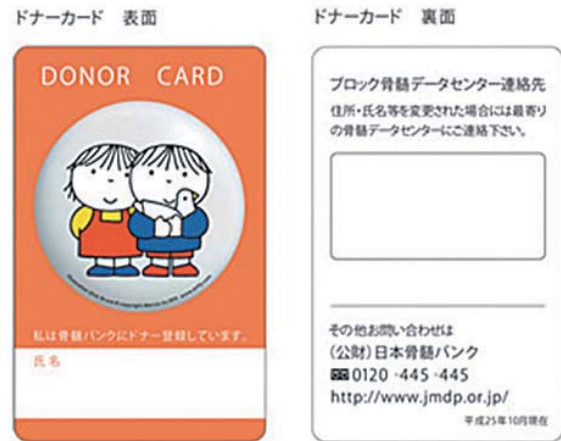 ドナーカード 表面
DONOR CARD
私は骨髄バンクにドナー登録しています。
氏名
ドナーカード 裏面
ブロック骨髄データセンター連絡先
住所・氏名等を変更された場合には最寄り
の骨髄データセンターにご連絡下さい。
その他お問い合わせは
(公財)日本骨髄バンク
0120-445-445
http://www.jmdp.or.jp/
平成25年10月現在